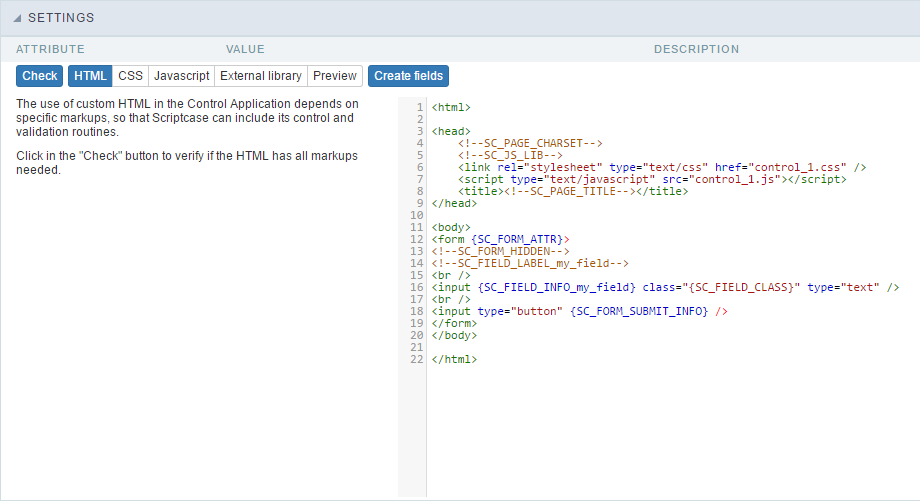 SETTINGS
ATTRIBUTE VALUE DESCRIPTION
Check HTML CSS Javascript External library Preview Create fields
The use of custom HTML in the Control Application depends on
specific markups, so that Scriptcase can include its control and
validation routines.
Click in the "Check" button to verify if the HTML has all markups
needed.
1 <html>
2
3 <head>
4     <!--SC_PAGE_CHARSET-->
5     <!--SC_JS_LIB-->
6     <link rel="stylesheet" type="text/css" href="control_1.css" />
7     <script type="text/javascript" src="control_1.js"></script>
8     <title><!--SC_PAGE_TITLE--></title>
9 </head>
10
11 <body>
12 <form {SC_FORM_ATTR}>
13 <!--SC_FORM_HIDDEN-->
14 <!--SC_FIELD_LABEL_my_field-->
15 <br />
16 <input {SC_FIELD_INFO_my_field} class="{SC_FIELD_CLASS}" type="text" />
17 <br />
18 <input type="button" {SC_FORM_SUBMIT_INFO} />
19 </form>
20 </body>
21
22 </html>